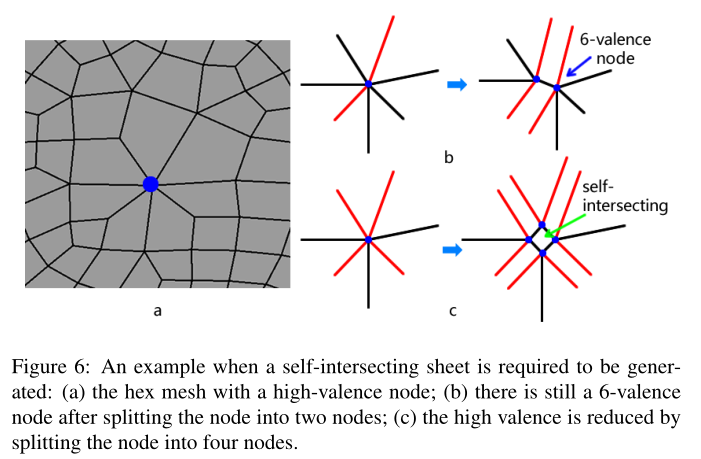 6-valence
node
b
self-
intersecting
a
c
Figure 6: An example when a self-intersecting sheet is required to be gener-
ated: (a) the hex mesh with a high-valence node; (b) there is still a 6-valence
node after splitting the node into two nodes; (c) the high valence is reduced by
splitting the node into four nodes.